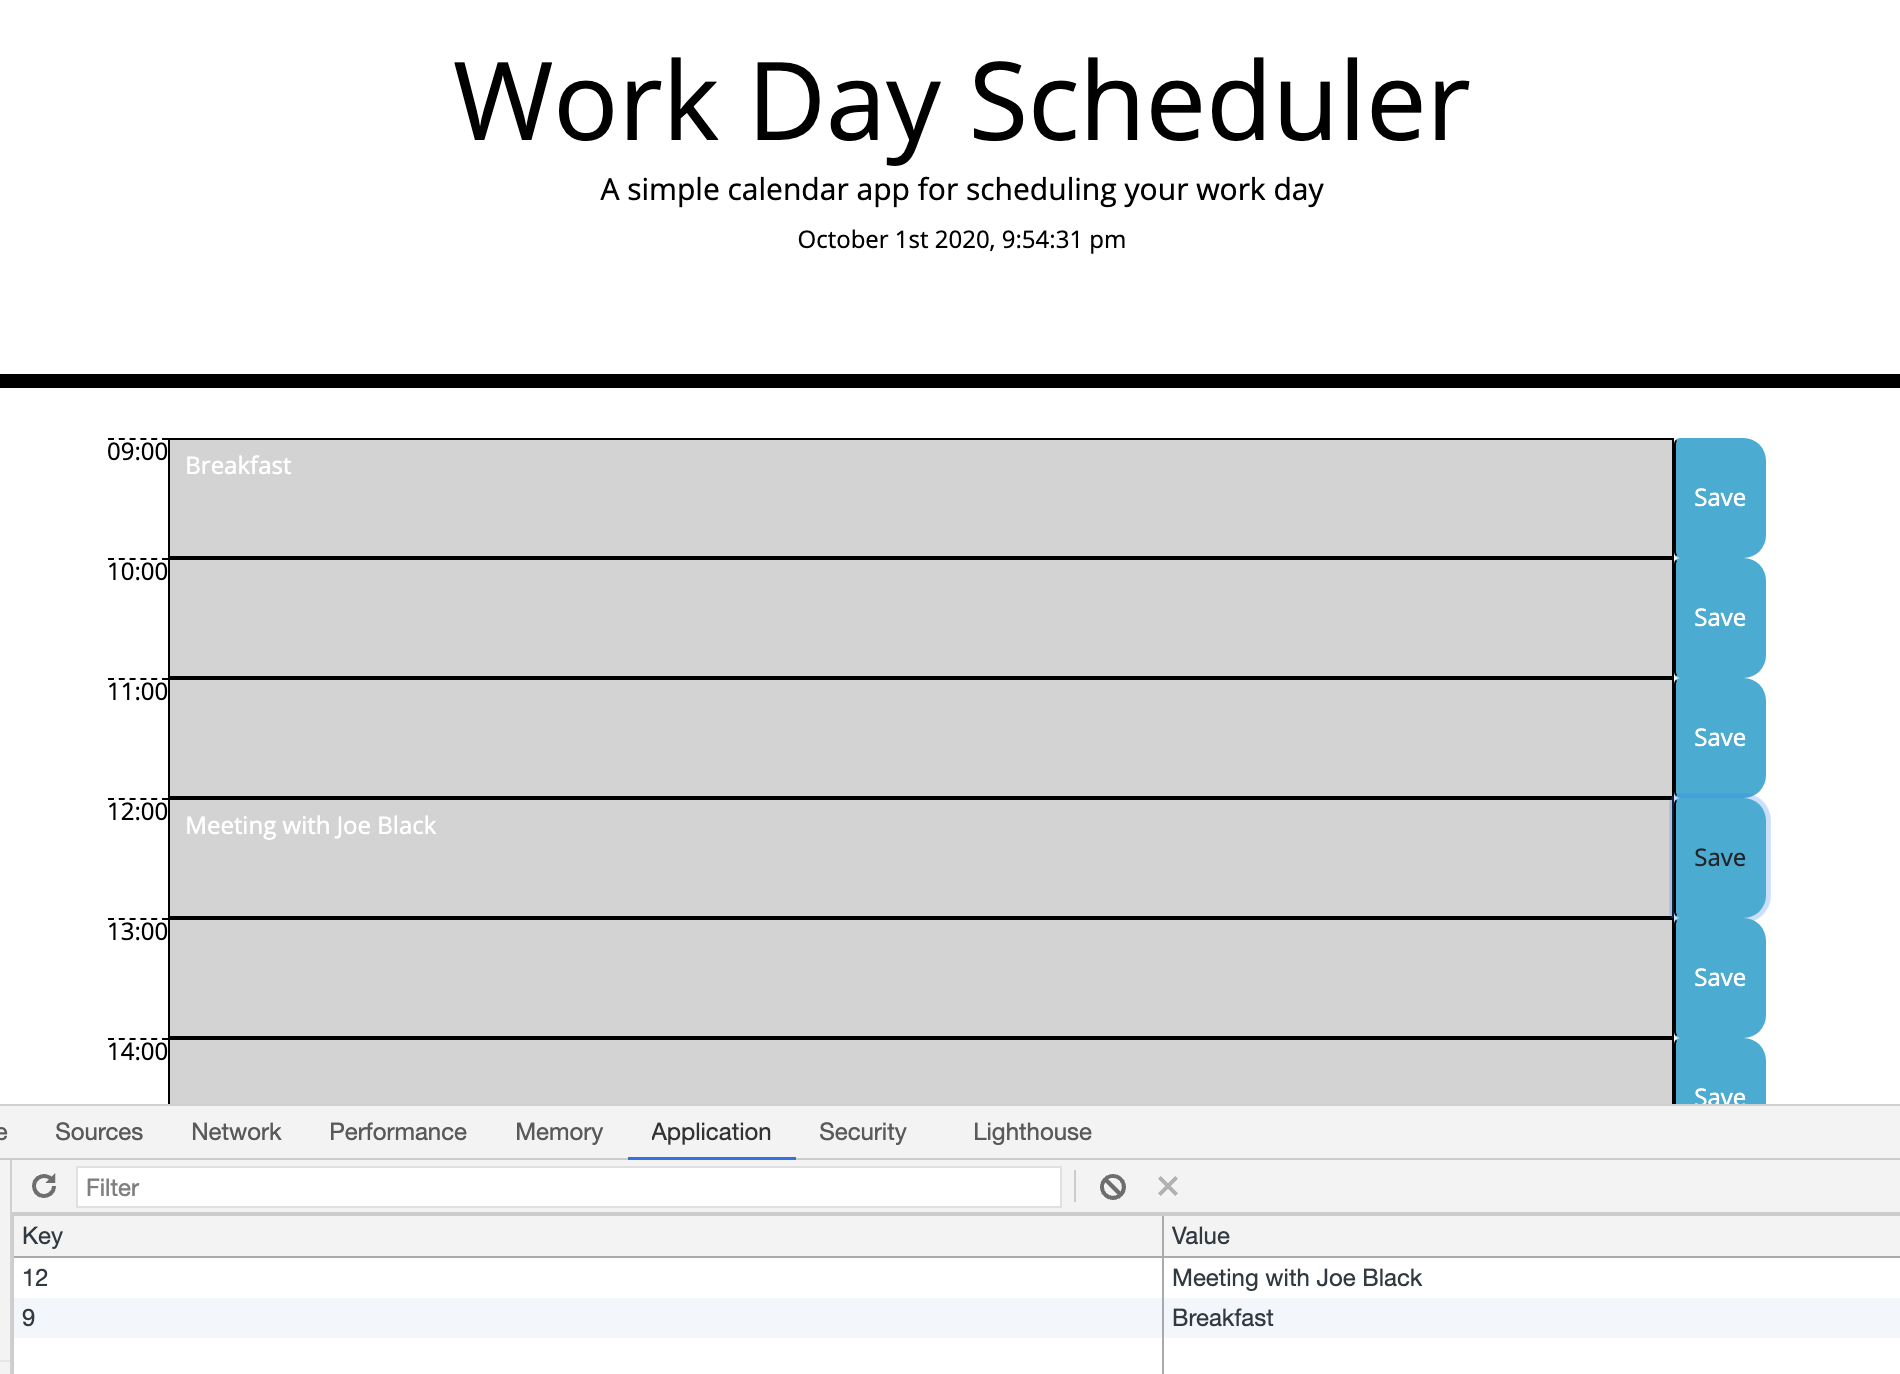 Work Day Scheduler
A simple calendar app for scheduling your work day
October 1st 2020, 9:54:31 pm
09:00 Breakfast Save
10:00 Save
11:00 Save
12:00 Meeting with Joe Black Save
13:00 Save
14:00 Save
Sources Network Performance Memory Application Security Lighthouse
Filter
Key Value
12 Meeting with Joe Black
9 Breakfast